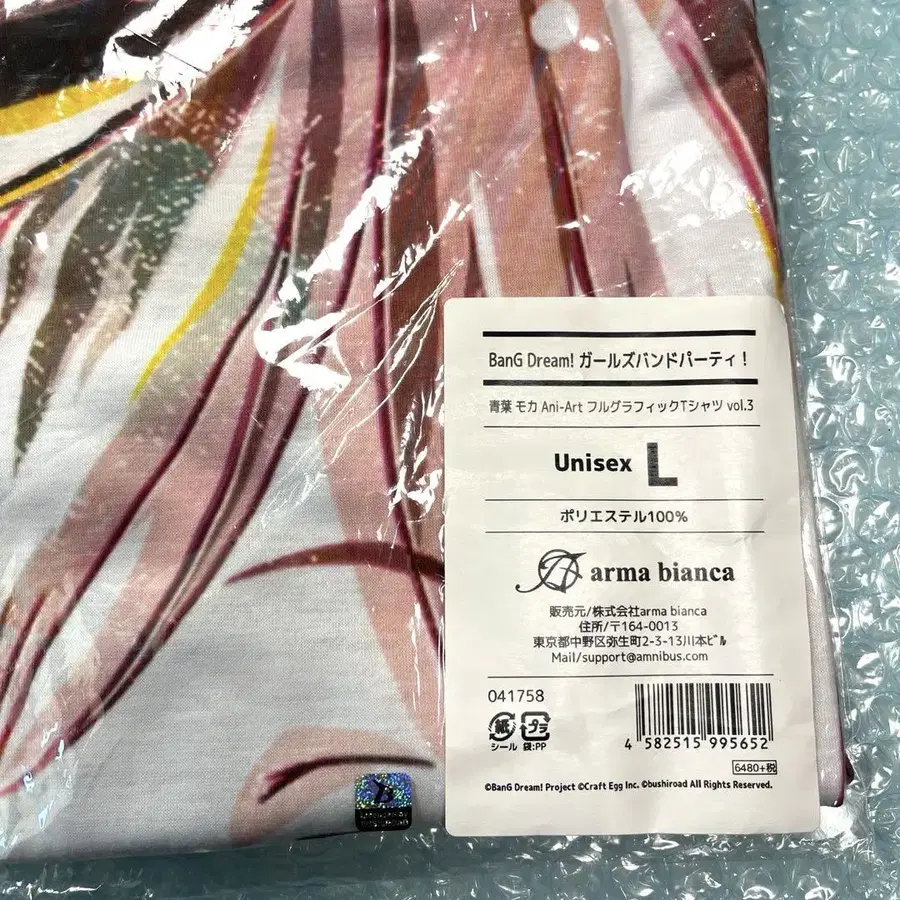 BanG Dream! ガールズバンドパーティ！
青葉 モカ Ani-Art フルグラフィックTシャツ vol.3
Unisex L
ポリエステル100%
arma bianca
販売元/株式会社arma bianca
住所/〒164-0013
東京都中野区弥生町2-3-13川本ﾋﾞﾙ
Mail/support@amnibus.com
041758
紙 プラ
シール 袋:PP
4 582515 995652
6480+税
©BanG Dream! Project ©Craft Egg Inc. ©bushiroad All Rights Reserved.